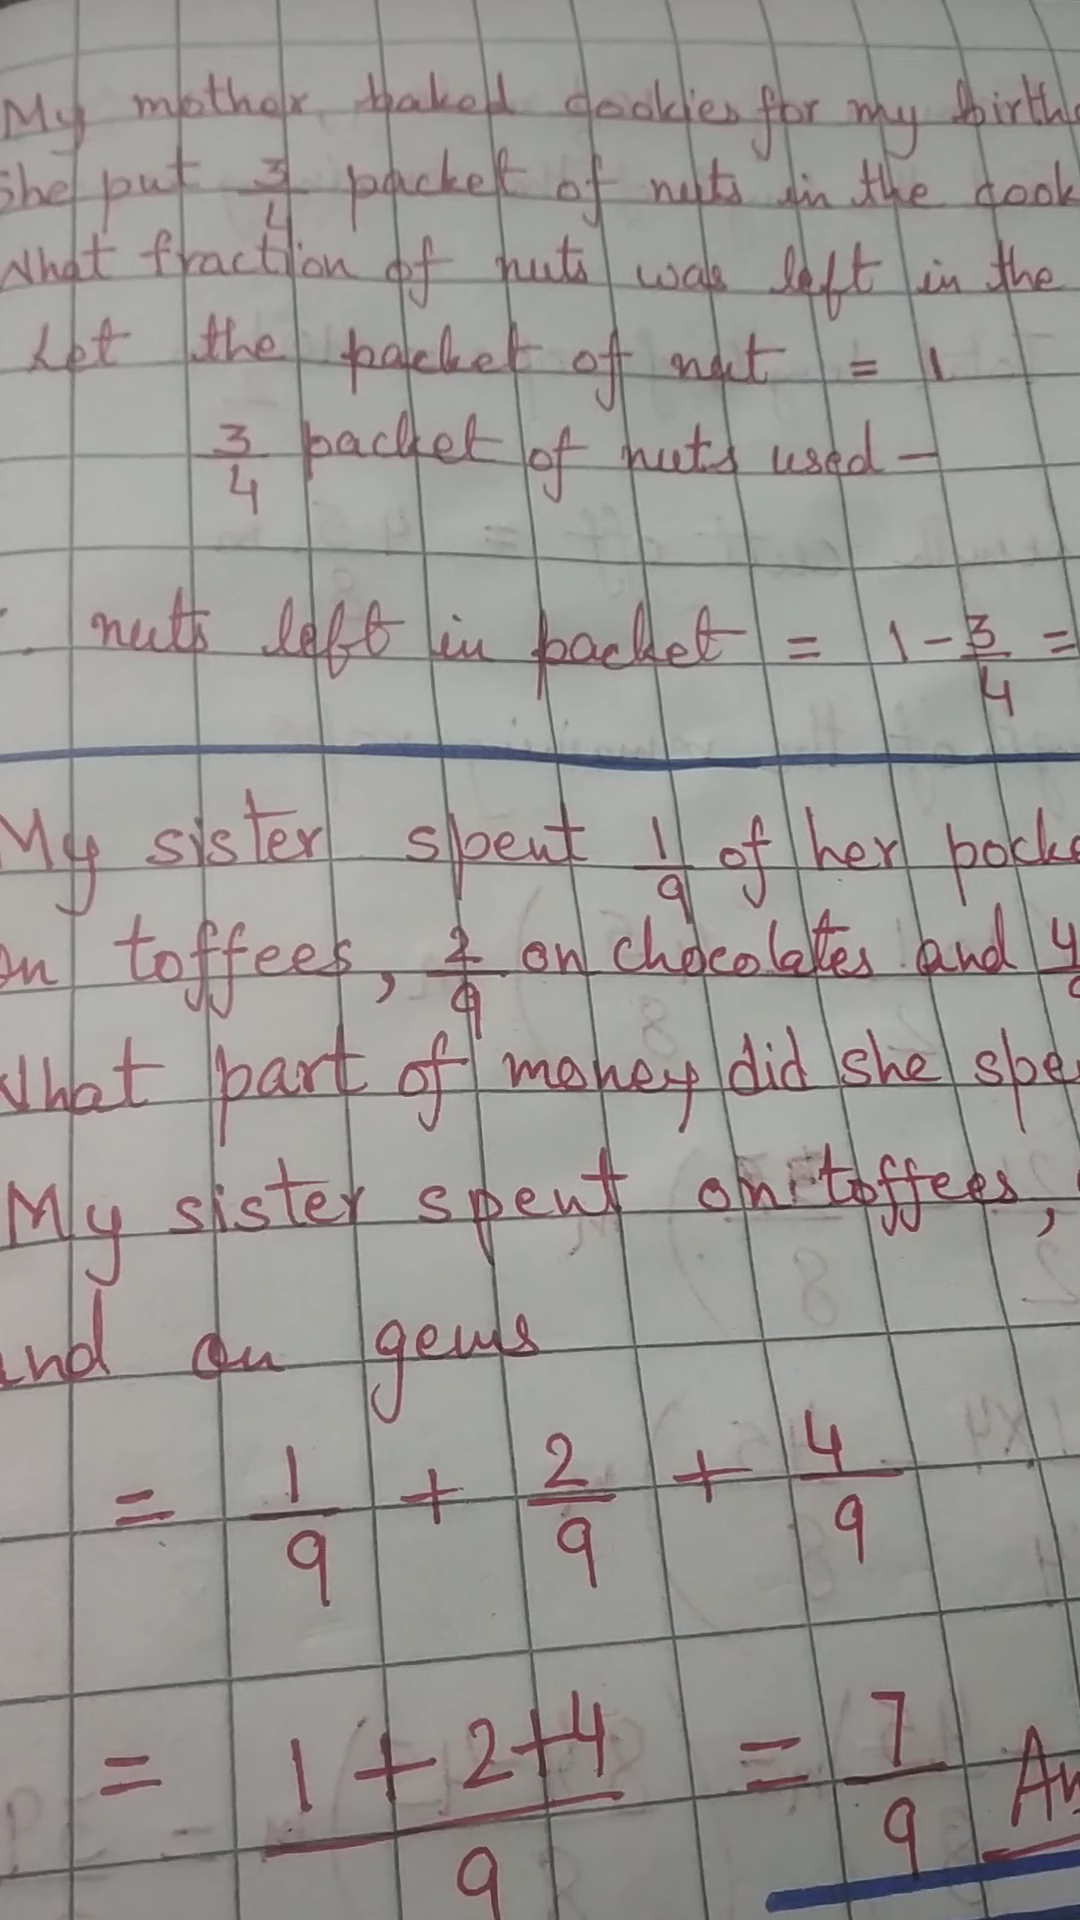 My mother baked cookies for my birth
She put 3/4 packet of nuts in the cook
What fraction of nuts was left in the
Let the packet of nut = 1
3/4 packet of nuts used -
nuts left in packet = 1 - 3/4 =
My sister spent 1/9 of her pock
on toffees, 2/9 on chocolates and 4/
What part of money did she spe
My sister spent on toffees,
and on gems
= 1/9 + 2/9 + 4/9
= 1+2+4/9 = 7/9 An